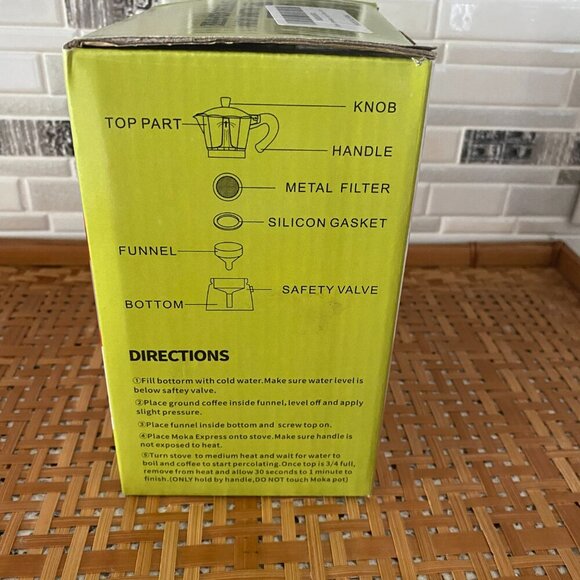 KNOB
TOP PART
HANDLE
METAL FILTER
SILICON GASKET
FUNNEL
SAFETY VALVE
BOTTOM
DIRECTIONS
①Fill bottorm with cold water.Make sure water level is
below saftey valve.
②Place ground coffee inside funnel, level off and apply
slight pressure.
③Place funnel inside bottom and screw top on.
④Place Moka Express onto stove.Make sure handle is
not exposed to heat.
⑤Turn stove to medium heat and wait for water to
boil and coffee to start percolating.Once top is 3/4 full,
remove from heat and allow 30 seconds to 1 minute to
finish.(ONLY hold by handle,DO NOT touch Moka pot)